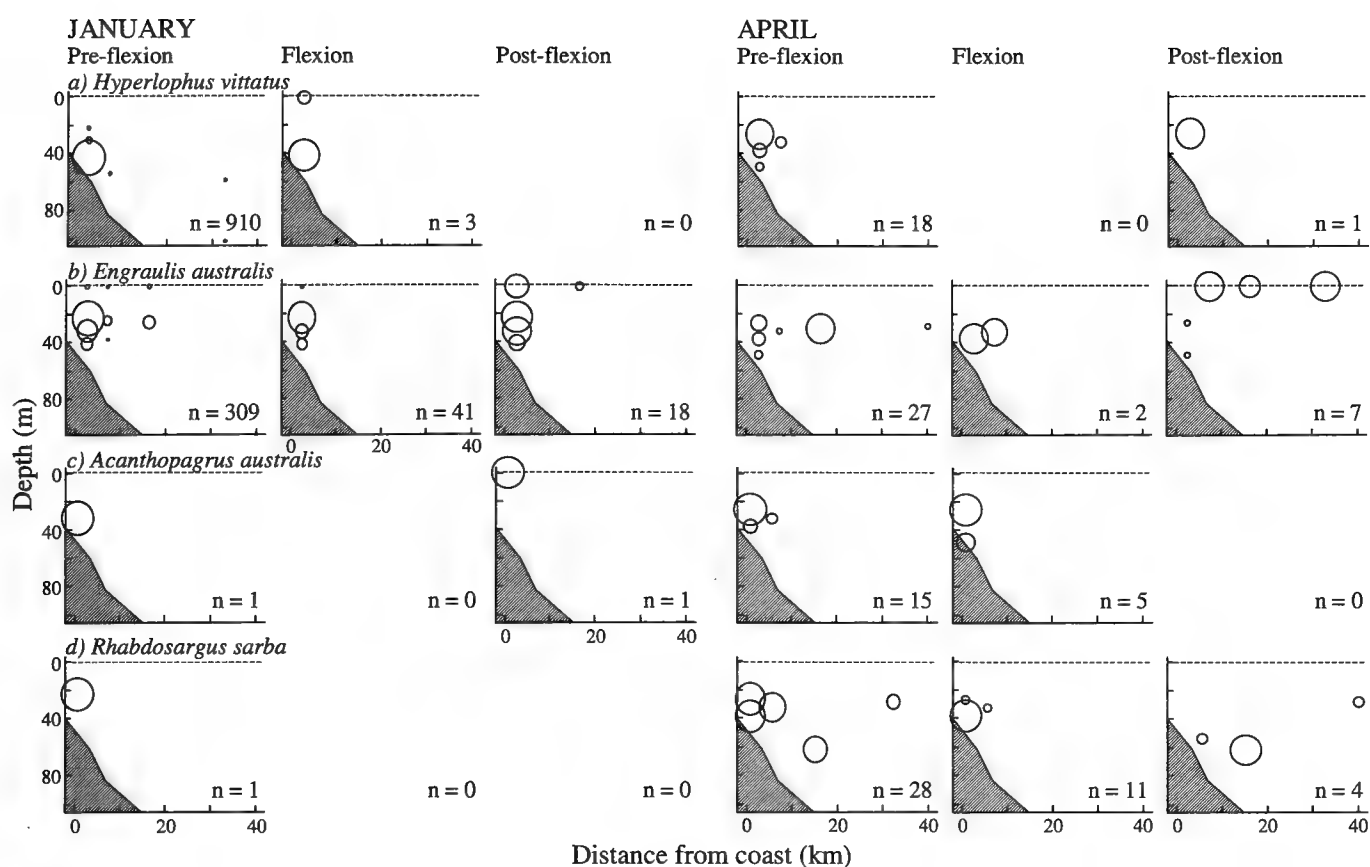 JANUARY APRIL
Pre-flexion Flexion Post-flexion Pre-flexion Flexion Post-flexion
a) Hyperlophus vittatus
0
40
80
n = 910 n = 3 n = 0 n = 18 n = 0 n = 1
b) Engraulis australis
0
40
80
n = 309 n = 41 n = 18 n = 27 n = 2 n = 7
0 20 40
c) Acanthopagrus australis
0
40
80
n = 1 n = 0 n = 1 n = 15 n = 5 n = 0
0 20 40
d) Rhabdosargus sarba
0
40
80
n = 1 n = 0 n = 0 n = 28 n = 11 n = 4
0 20 40 0 20 40 0 20 40 0 20 40
Depth (m)
Distance from coast (km)